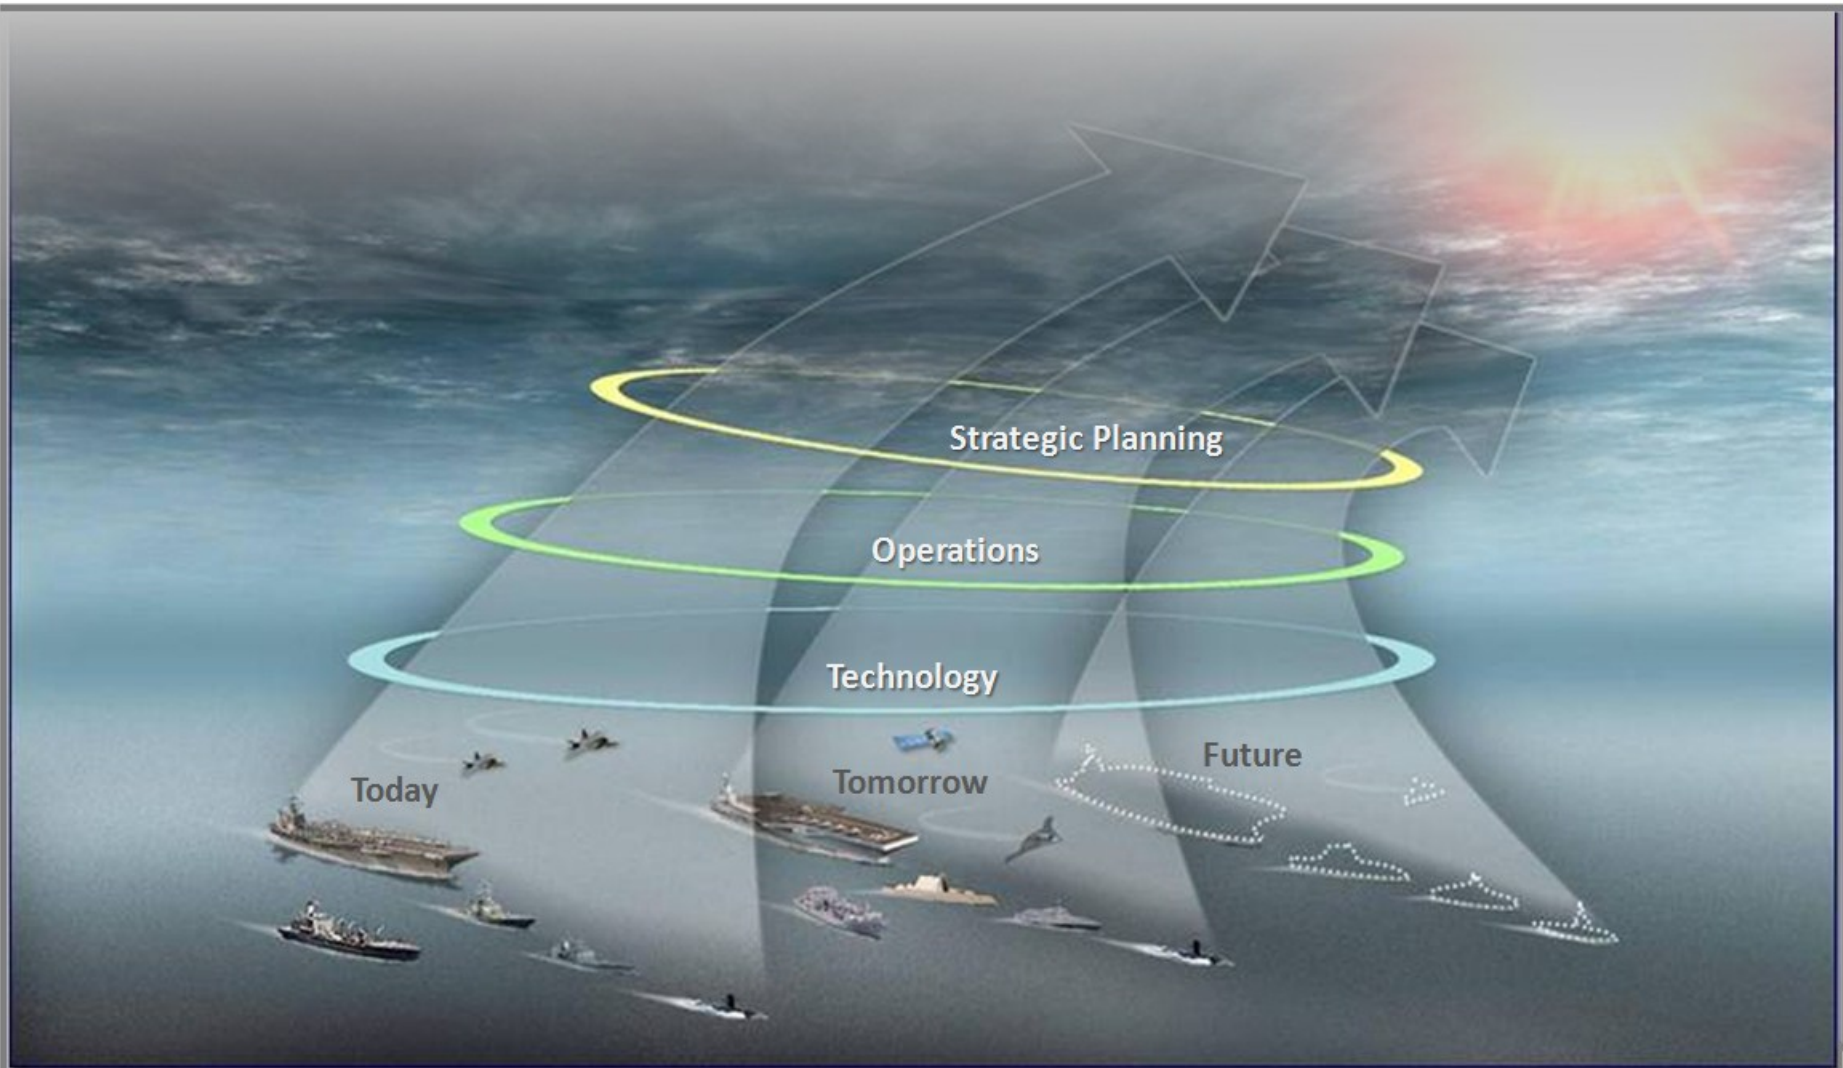 Strategic Planning
Operations
Technology
Today
Tomorrow
Future